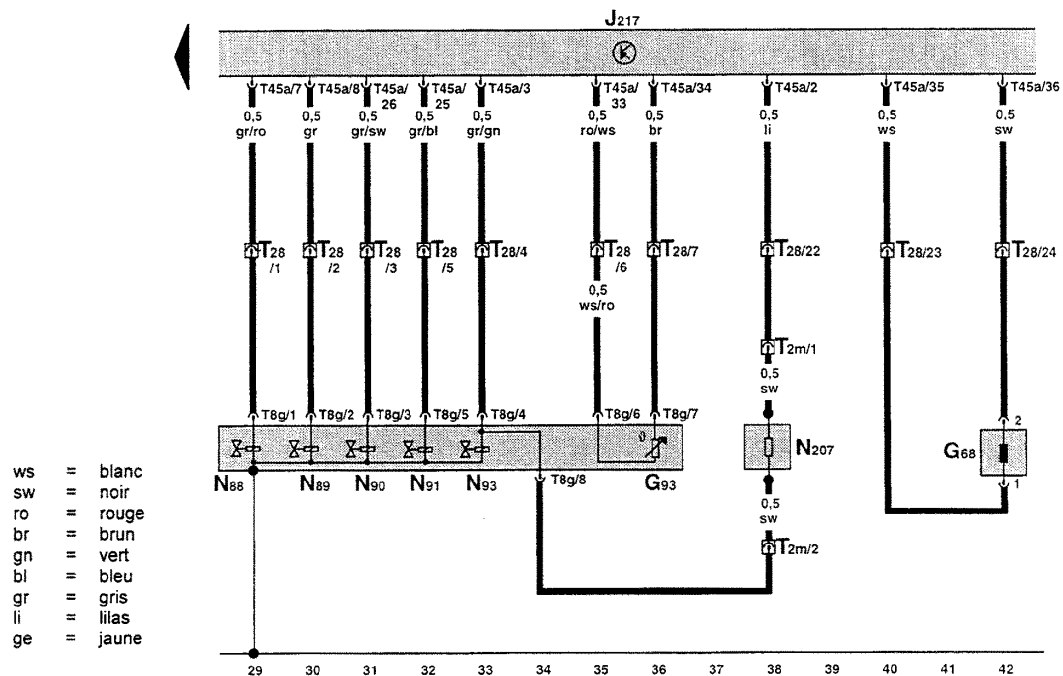 J217
T45a/7 T45a/8 T45a/26 T45a/25 T45a/3 T45a/33 T45a/34 T45a/2 T45a/35 T45a/36
0,5 0,5 0,5 0,5 0,5 0,5 0,5 0,5 0,5 0,5
gr/ro gr gr/sw gr/bl gr/gn ro/ws br li ws sw
T28/1 T28/2 T28/3 T28/5 T28/4 T28/6 T28/7 T28/22 T28/23 T28/24
0,5
ws/ro
T2m/1
0,5
sw
T8g/1 T8g/2 T8g/3 T8g/5 T8g/4 T8g/6 T8g/7
2
ϑ
N207
G68
N88 N89 N90 N91 N93 T8g/8 G93
1
0,5
sw
T2m/2
ws = blanc
sw = noir
ro = rouge
br = brun
gn = vert
bl = bleu
gr = gris
li = lilas
ge = jaune
29 30 31 32 33 34 35 36 37 38 39 40 41 42